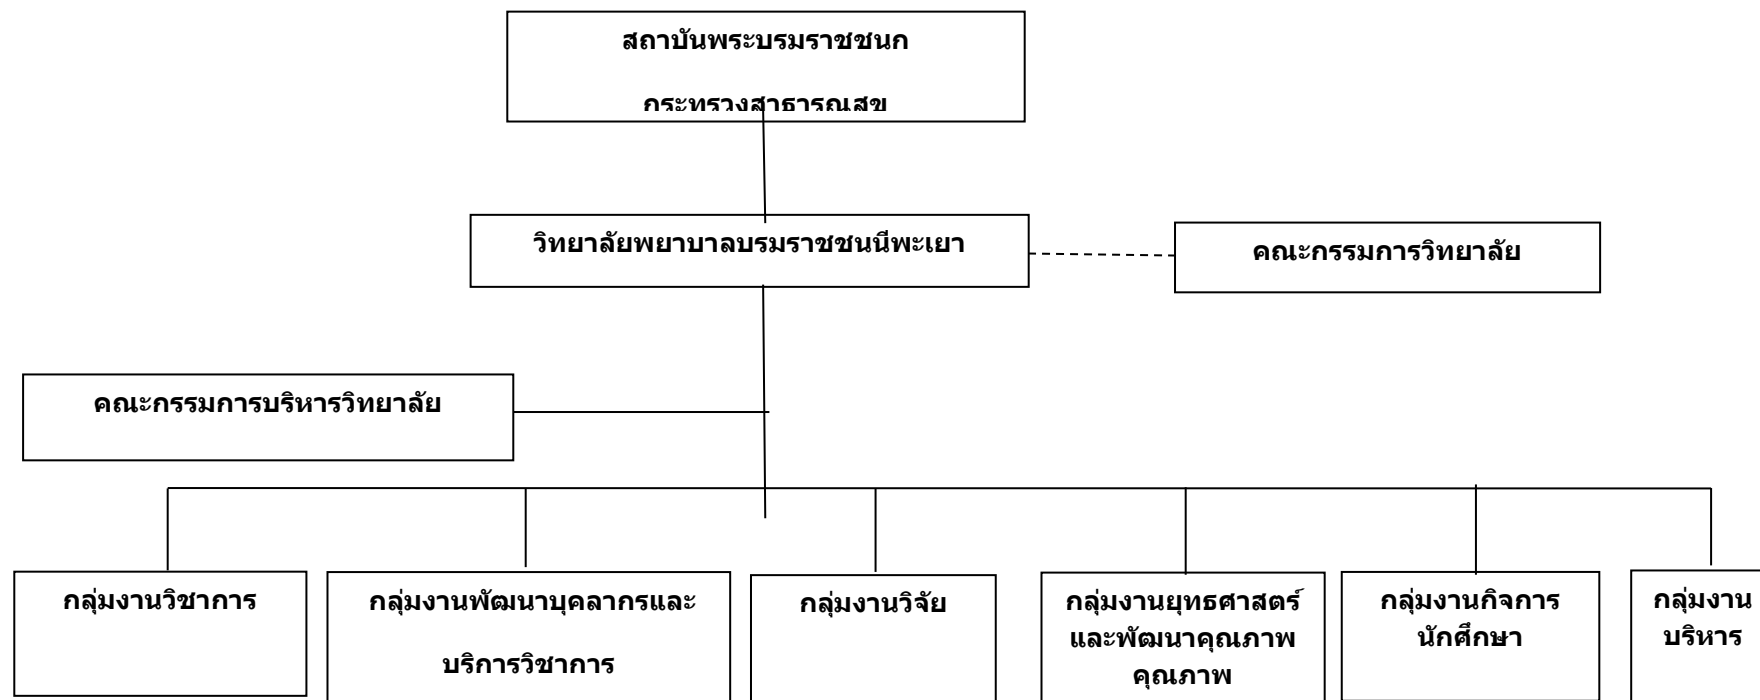 สถาบันพระบรมราชชนก
กระทรวงสาธารณสุข
วิทยาลัยพยาบาลบรมราชชนนีพะเยา
คณะกรรมการวิทยาลัย
คณะกรรมการบริหารวิทยาลัย
กลุ่มงานวิชาการ
กลุ่มงานพัฒนาบุคลากรและ
บริการวิชาการ
กลุ่มงานวิจัย
กลุ่มงานยุทธศาสตร์
และพัฒนาคุณภาพ
คุณภาพ
กลุ่มงานกิจการ
นักศึกษา
กลุ่มงาน
บริหาร